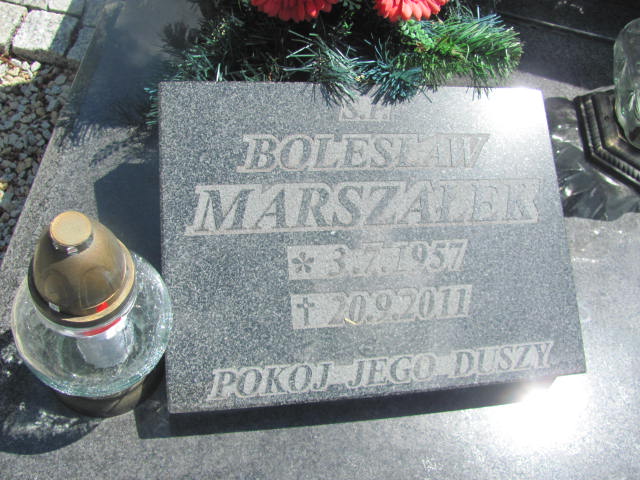 Ś.P.
BOLESŁAW
MARSZAŁEK
* 3.7.1957
† 20.9.2011
POKÓJ JEGO DUSZY